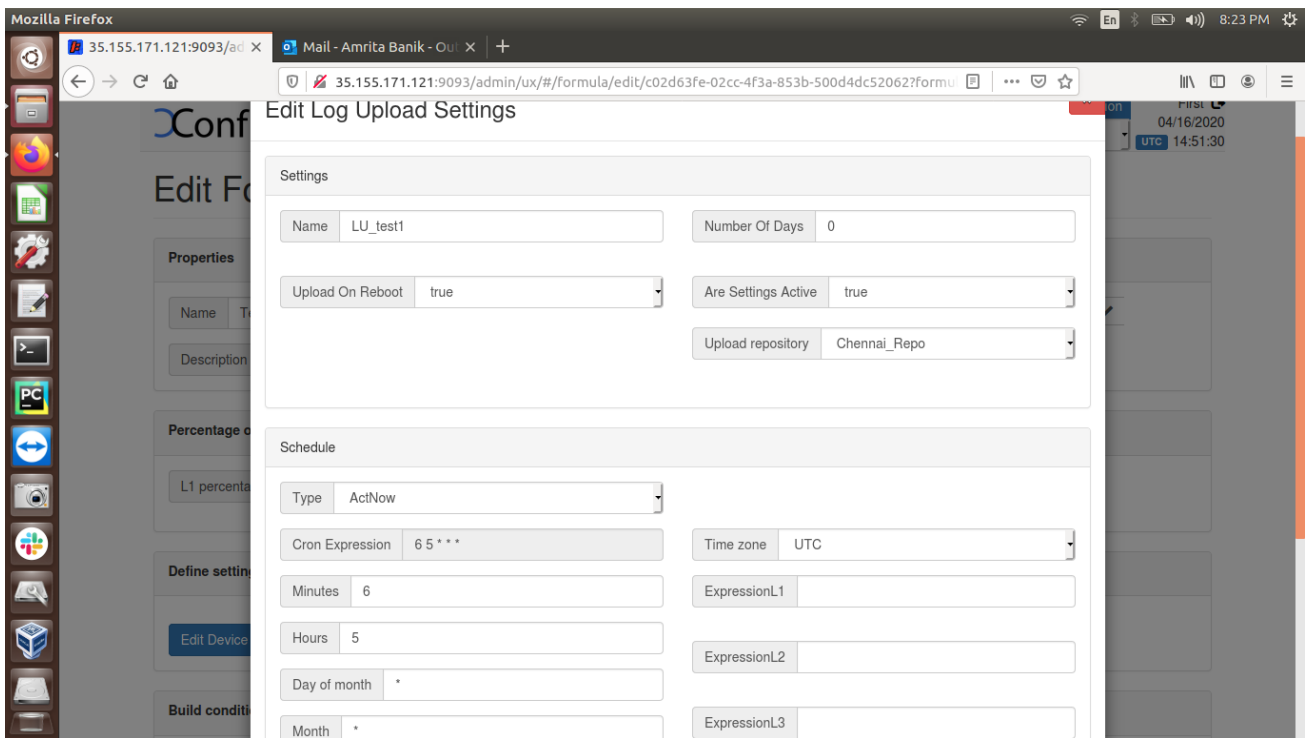 Mozilla Firefox
En
8:23 PM
35.155.171.121:9093/ad
Mail - Amrita Banik - Out
35.155.171.121:9093/admin/ux/#/formula/edit/c02d63fe-02cc-4f3a-853b-500d4dc52062?formu
Conf
Edit Log Upload Settings
First
04/16/2020
UTC 14:51:30
Edit Fo
Settings
Name LU_test1
Number Of Days 0
Properties
Upload On Reboot true
Are Settings Active true
Name Te
Upload repository Chennai_Repo
Description
Percentage o
Schedule
L1 percenta
Type ActNow
Cron Expression 6 5 * * *
Time zone UTC
Define settin
Minutes 6
ExpressionL1
Edit Device
Hours 5
ExpressionL2
Day of month *
Build conditi
Month *
ExpressionL3
PC